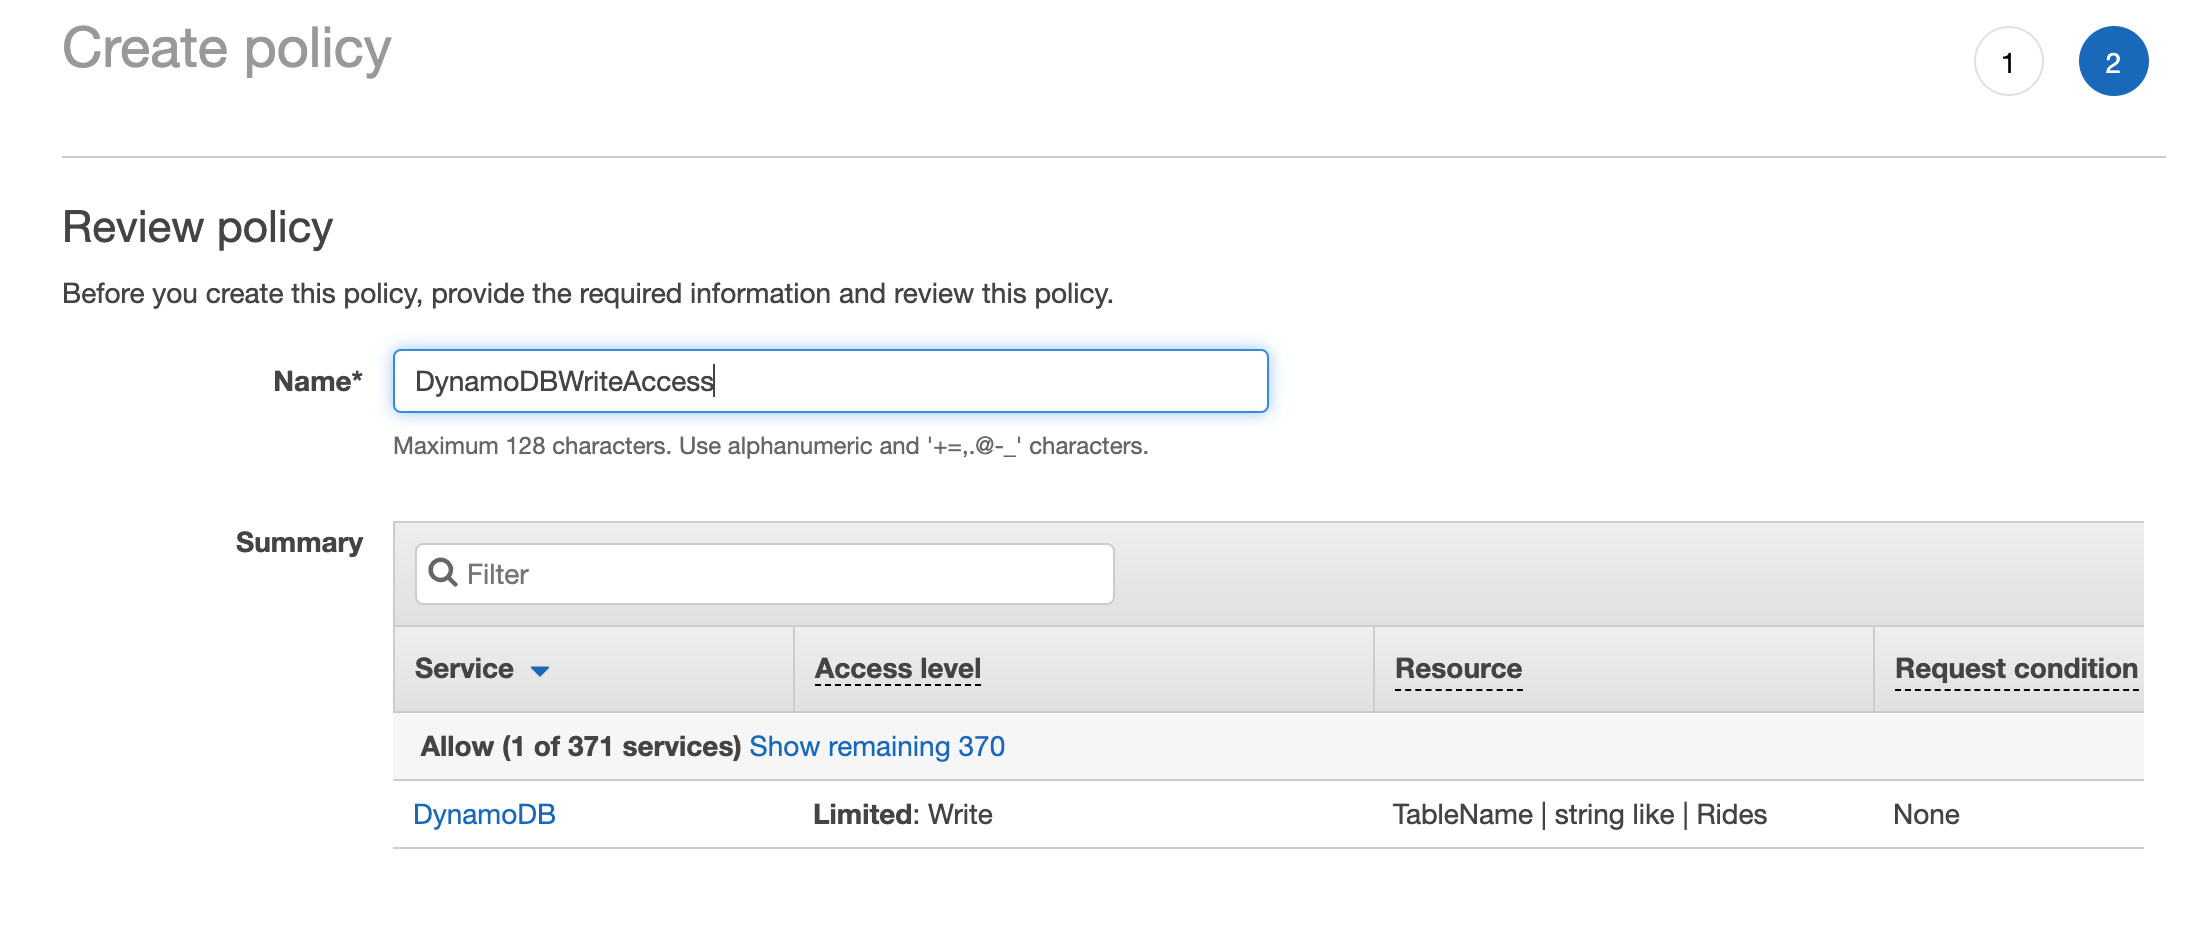 Create policy
1
2
Review policy
Before you create this policy, provide the required information and review this policy.
Name*
DynamoDBWriteAccess
Maximum 128 characters. Use alphanumeric and '+=,.@-_' characters.
Summary
Filter
Service
Access level
Resource
Request condition
Allow (1 of 371 services) Show remaining 370
DynamoDB
Limited: Write
TableName | string like | Rides
None